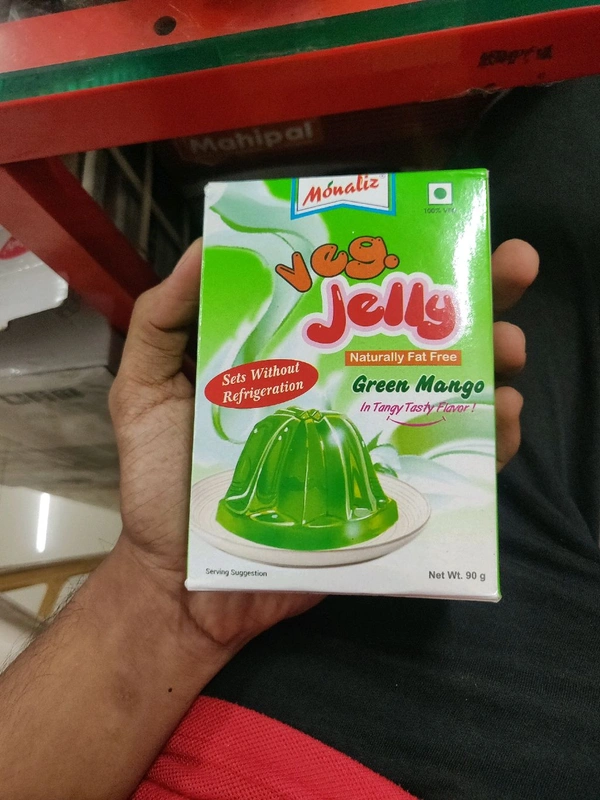 Mahipal
Mónaliz
100% Veg.
veg.
Jelly
Naturally Fat Free
Sets Without
Refrigeration
Green Mango
In Tangy Tasty Flavor !
Serving Suggestion
Net Wt. 90 g